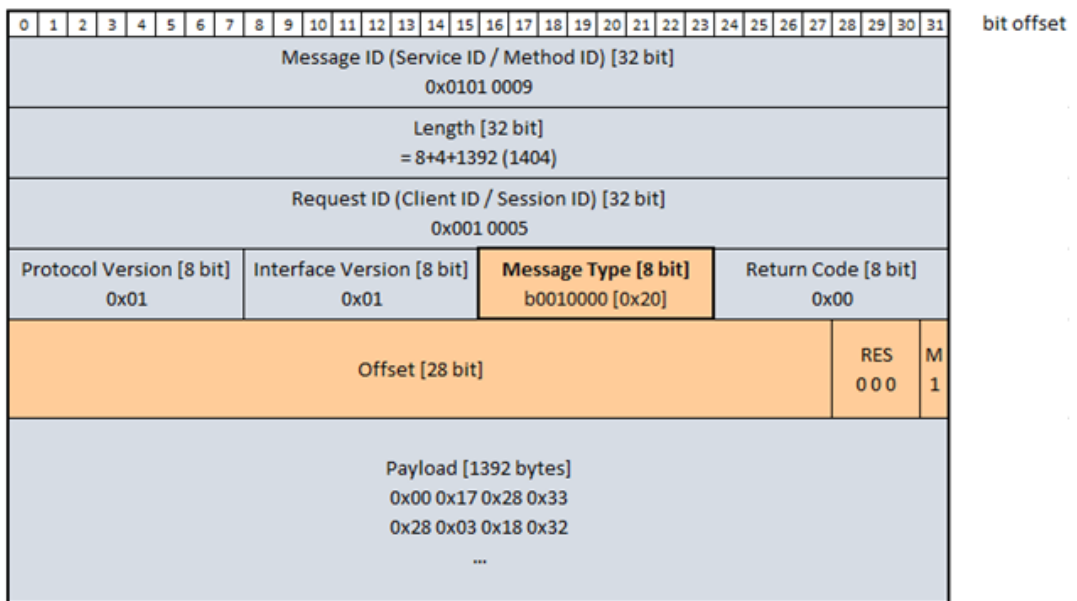 0 1 2 3 4 5 6 7 8 9 10 11 12 13 14 15 16 17 18 19 20 21 22 23 24 25 26 27 28 29 30 31 bit offset
Message ID (Service ID / Method ID) [32 bit]
0x0101 0009
Length [32 bit]
= 8+4+1392 (1404)
Request ID (Client ID / Session ID) [32 bit]
0x001 0005
Protocol Version [8 bit] Interface Version [8 bit] Message Type [8 bit] Return Code [8 bit]
0x01 0x01 b0010000 [0x20] 0x00
Offset [28 bit] RES M
0 0 0 1
Payload [1392 bytes]
0x00 0x17 0x28 0x33
0x28 0x03 0x18 0x32
...